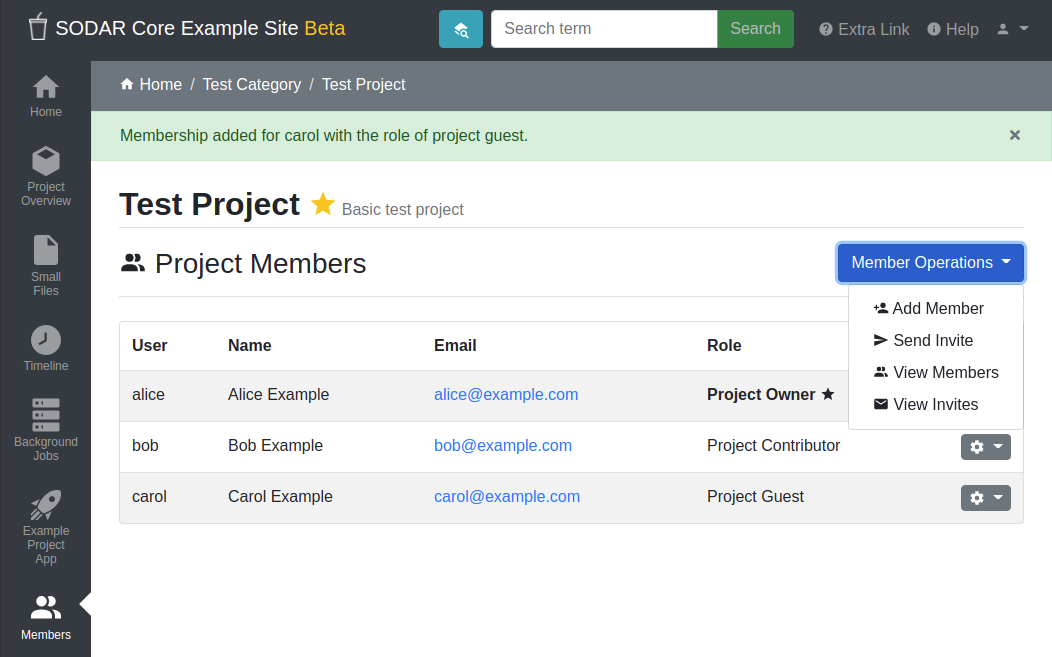 SODAR Core Example Site Beta
Search term
Search
Extra Link
Help
Home
Project
Overview
Small
Files
Timeline
Background
Jobs
Example
Project
App
Members
Home / Test Category / Test Project
Membership added for carol with the role of project guest.
×
Test Project Basic test project
Project Members
Member Operations
Add Member
Send Invite
View Members
View Invites
User Name Email Role
alice Alice Example alice@example.com Project Owner
bob Bob Example bob@example.com Project Contributor
carol Carol Example carol@example.com Project Guest